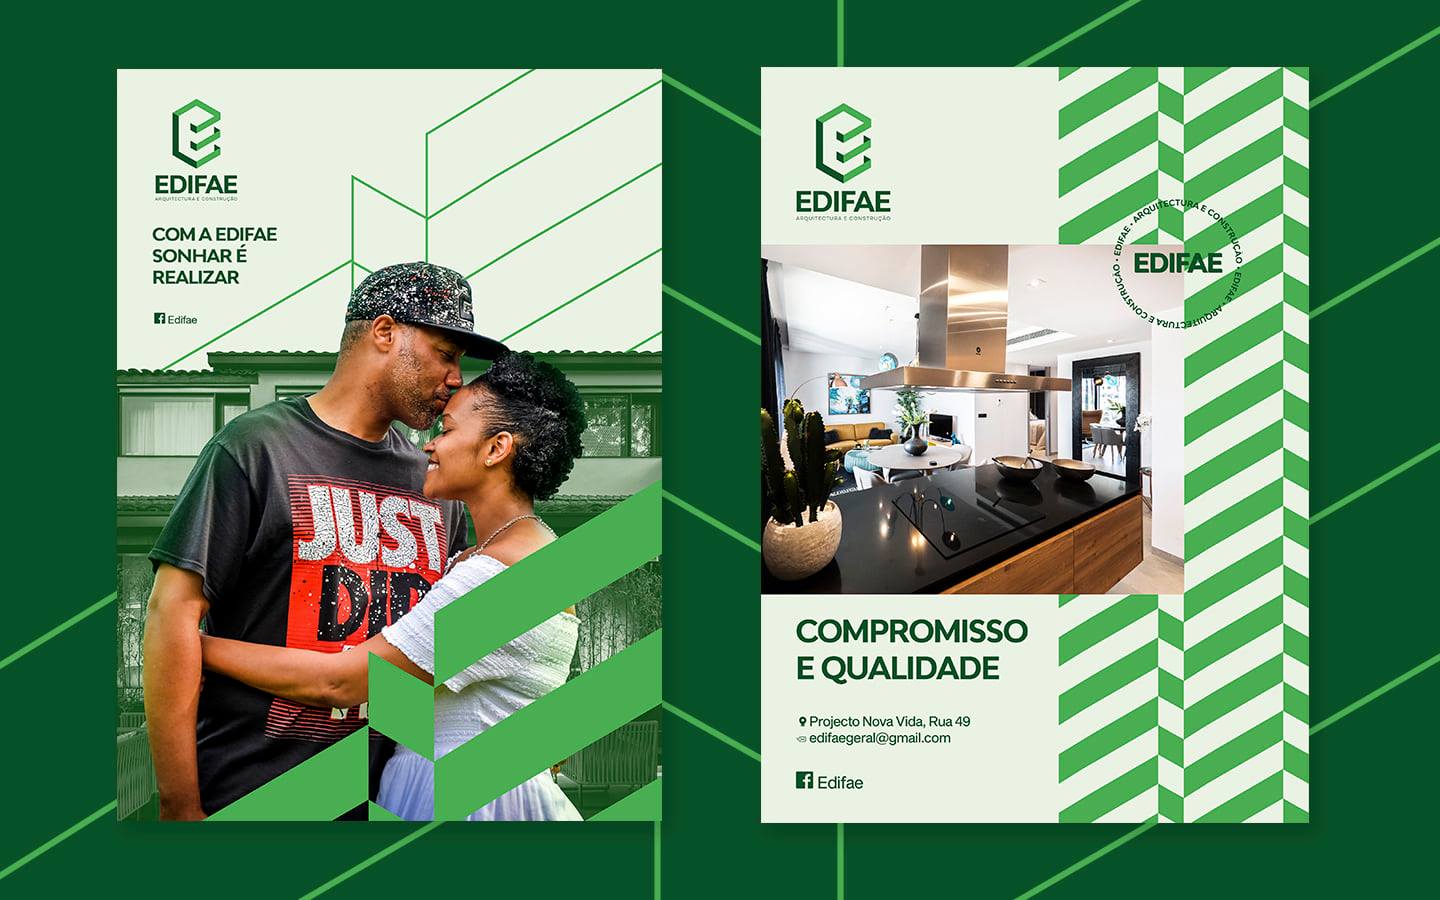 EDIFAE
ARQUITECTURA E CONSTRUÇÃO
COM A EDIFAE
SONHAR É
REALIZAR
Edifae
JUST
DID
EDIFAE
ARQUITECTURA E CONSTRUÇÃO
EDIFAE • ARQUITECTURA E CONSTRUÇÃO • EDIFAE • ARQUITECTURA E CONSTRUÇÃO •
EDIFAE
COMPROMISSO
E QUALIDADE
Projecto Nova Vida, Rua 49
edifaegeral@gmail.com
Edifae